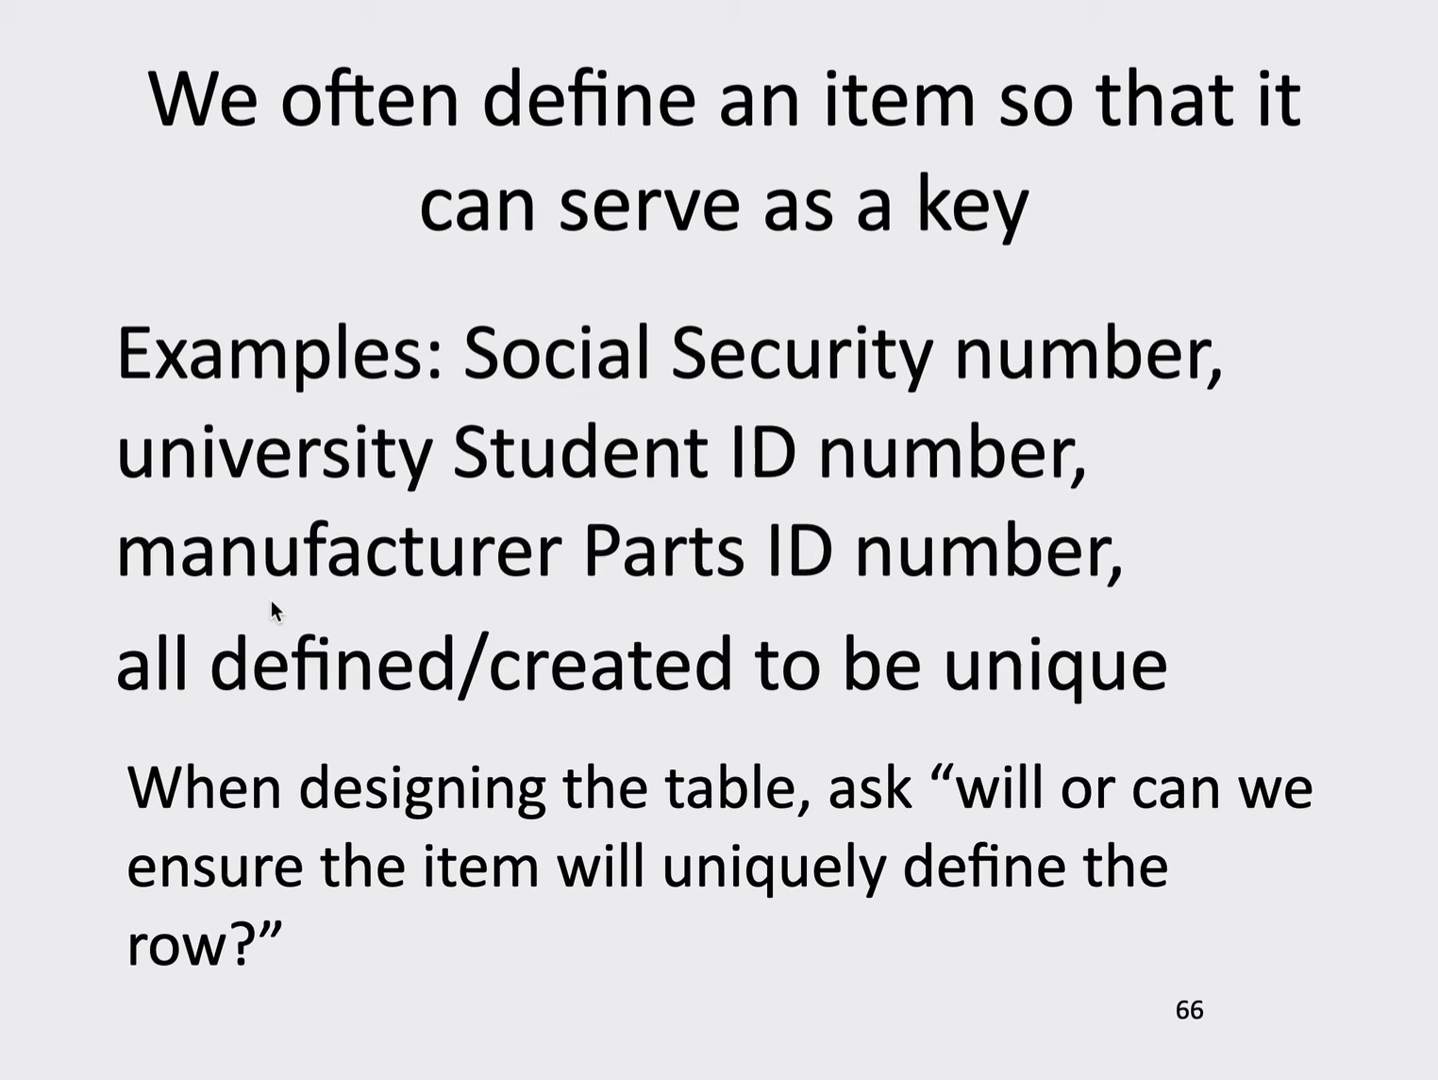 We often define an item so that it
can serve as a key
Examples: Social Security number,
university Student ID number,
manufacturer Parts ID number,
all defined/created to be unique
When designing the table, ask “will or can we
ensure the item will uniquely define the
row?”
66